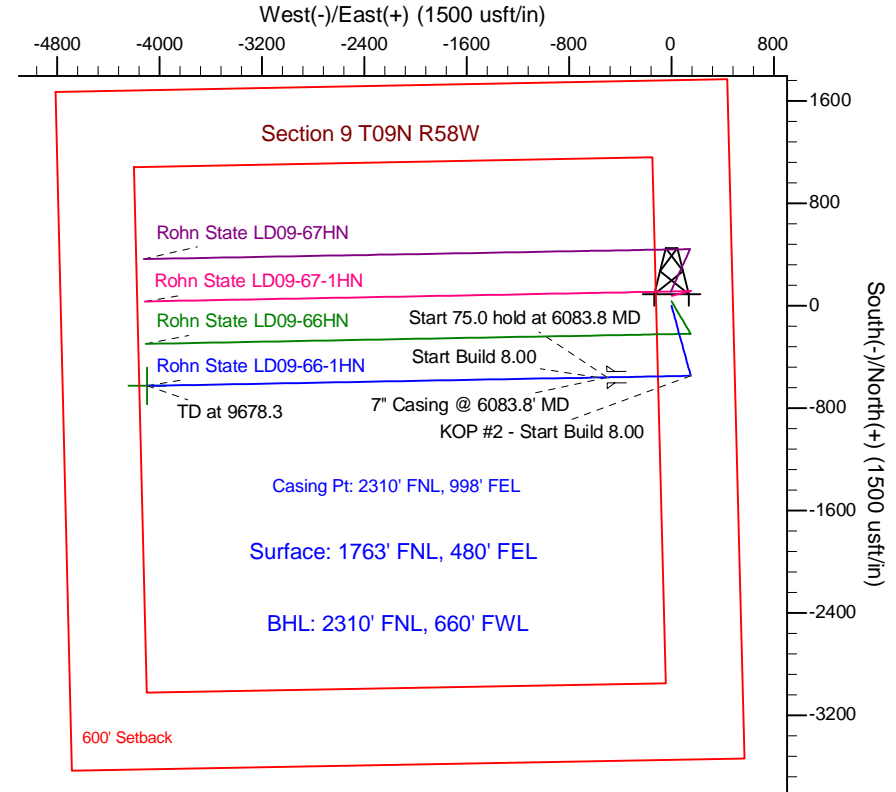 West(-)/East(+) (1500 usft/in)
-4800 -4000 -3200 -2400 -1600 -800 0 800
1600
800
0
-800
-1600
-2400
-3200
South(-)/North(+) (1500 usft/in)
Section 9 T09N R58W
Rohn State LD09-67HN
Rohn State LD09-67-1HN
Rohn State LD09-66HN
Start 75.0 hold at 6083.8 MD
Rohn State LD09-66-1HN
Start Build 8.00
TD at 9678.3
7" Casing @ 6083.8' MD
KOP #2 - Start Build 8.00
Casing Pt: 2310' FNL, 998' FEL
Surface: 1763' FNL, 480' FEL
BHL: 2310' FNL, 660' FWL
600' Setback